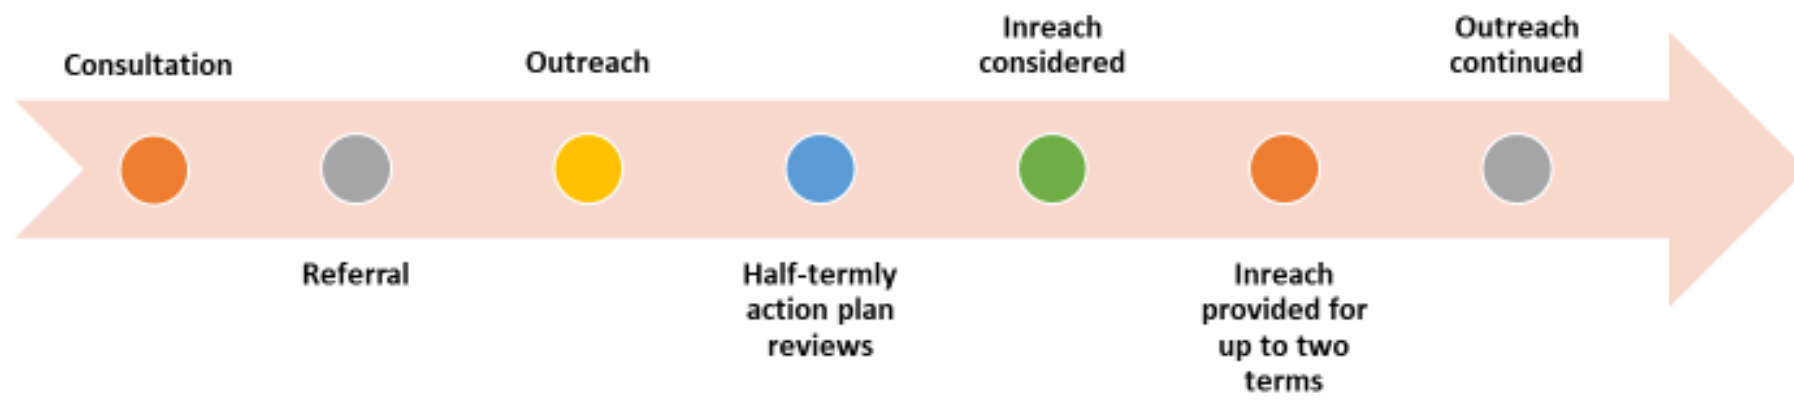 Consultation
Referral
Outreach
Half-termly
action plan
reviews
Inreach
considered
Inreach
provided for
up to two
terms
Outreach
continued